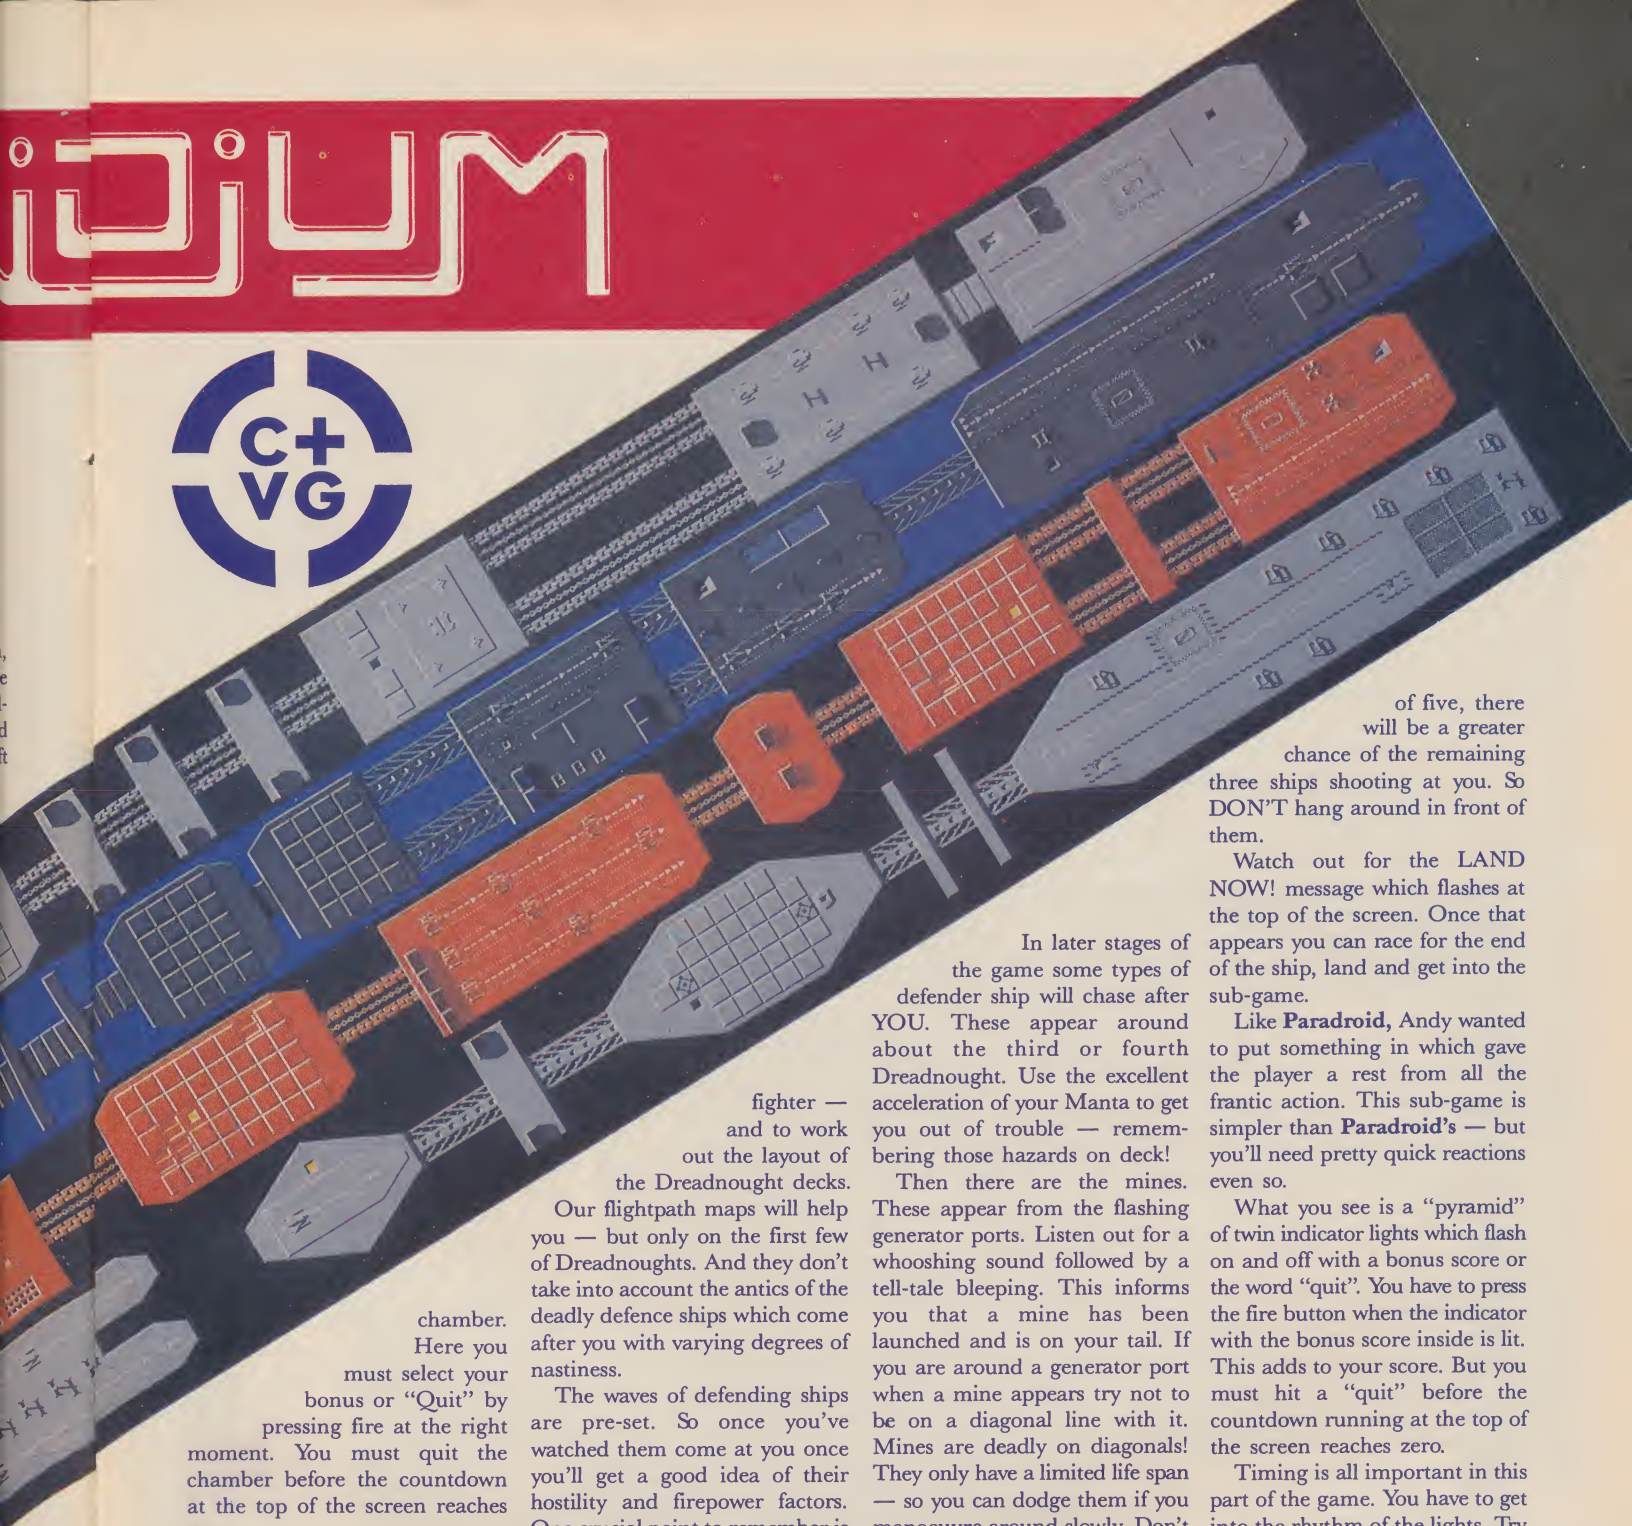 iDiUM
C+
VG
chamber.
Here you
must select your
bonus or “Quit” by
pressing fire at the right
moment. You must quit the
chamber before the countdown
at the top of the screen reaches
fighter —
and to work
out the layout of
the Dreadnought decks.
Our flightpath maps will help
you — but only on the first few
of Dreadnoughts. And they don’t
take into account the antics of the
deadly defence ships which come
after you with varying degrees of
nastiness.
The waves of defending ships
are pre-set. So once you’ve
watched them come at you once
you’ll get a good idea of their
hostility and firepower factors.
One crucial point to remember is
In later stages of
the game some types of
defender ship will chase after
YOU. These appear around
about the third or fourth
Dreadnought. Use the excellent
acceleration of your Manta to get
you out of trouble — remem-
bering those hazards on deck!
Then there are the mines.
These appear from the flashing
generator ports. Listen out for a
whooshing sound followed by a
tell-tale bleeping. This informs
you that a mine has been
launched and is on your tail. If
you are around a generator port
when a mine appears try not to
be on a diagonal line with it.
Mines are deadly on diagonals!
They only have a limited life span
— so you can dodge them if you
manoeuvre around slowly. Don’t
of five, there
will be a greater
chance of the remaining
three ships shooting at you. So
DON’T hang around in front of
them.
Watch out for the LAND
NOW! message which flashes at
the top of the screen. Once that
appears you can race for the end
of the ship, land and get into the
sub-game.
Like Paradroid, Andy wanted
to put something in which gave
the player a rest from all the
frantic action. This sub-game is
simpler than Paradroid’s — but
you’ll need pretty quick reactions
even so.
What you see is a “pyramid”
of twin indicator lights which flash
on and off with a bonus score or
the word “quit”. You have to press
the fire button when the indicator
with the bonus score inside is lit.
This adds to your score. But you
must hit a “quit” before the
countdown running at the top of
the screen reaches zero.
Timing is all important in this
part of the game. You have to get
into the rhythm of the lights. Try